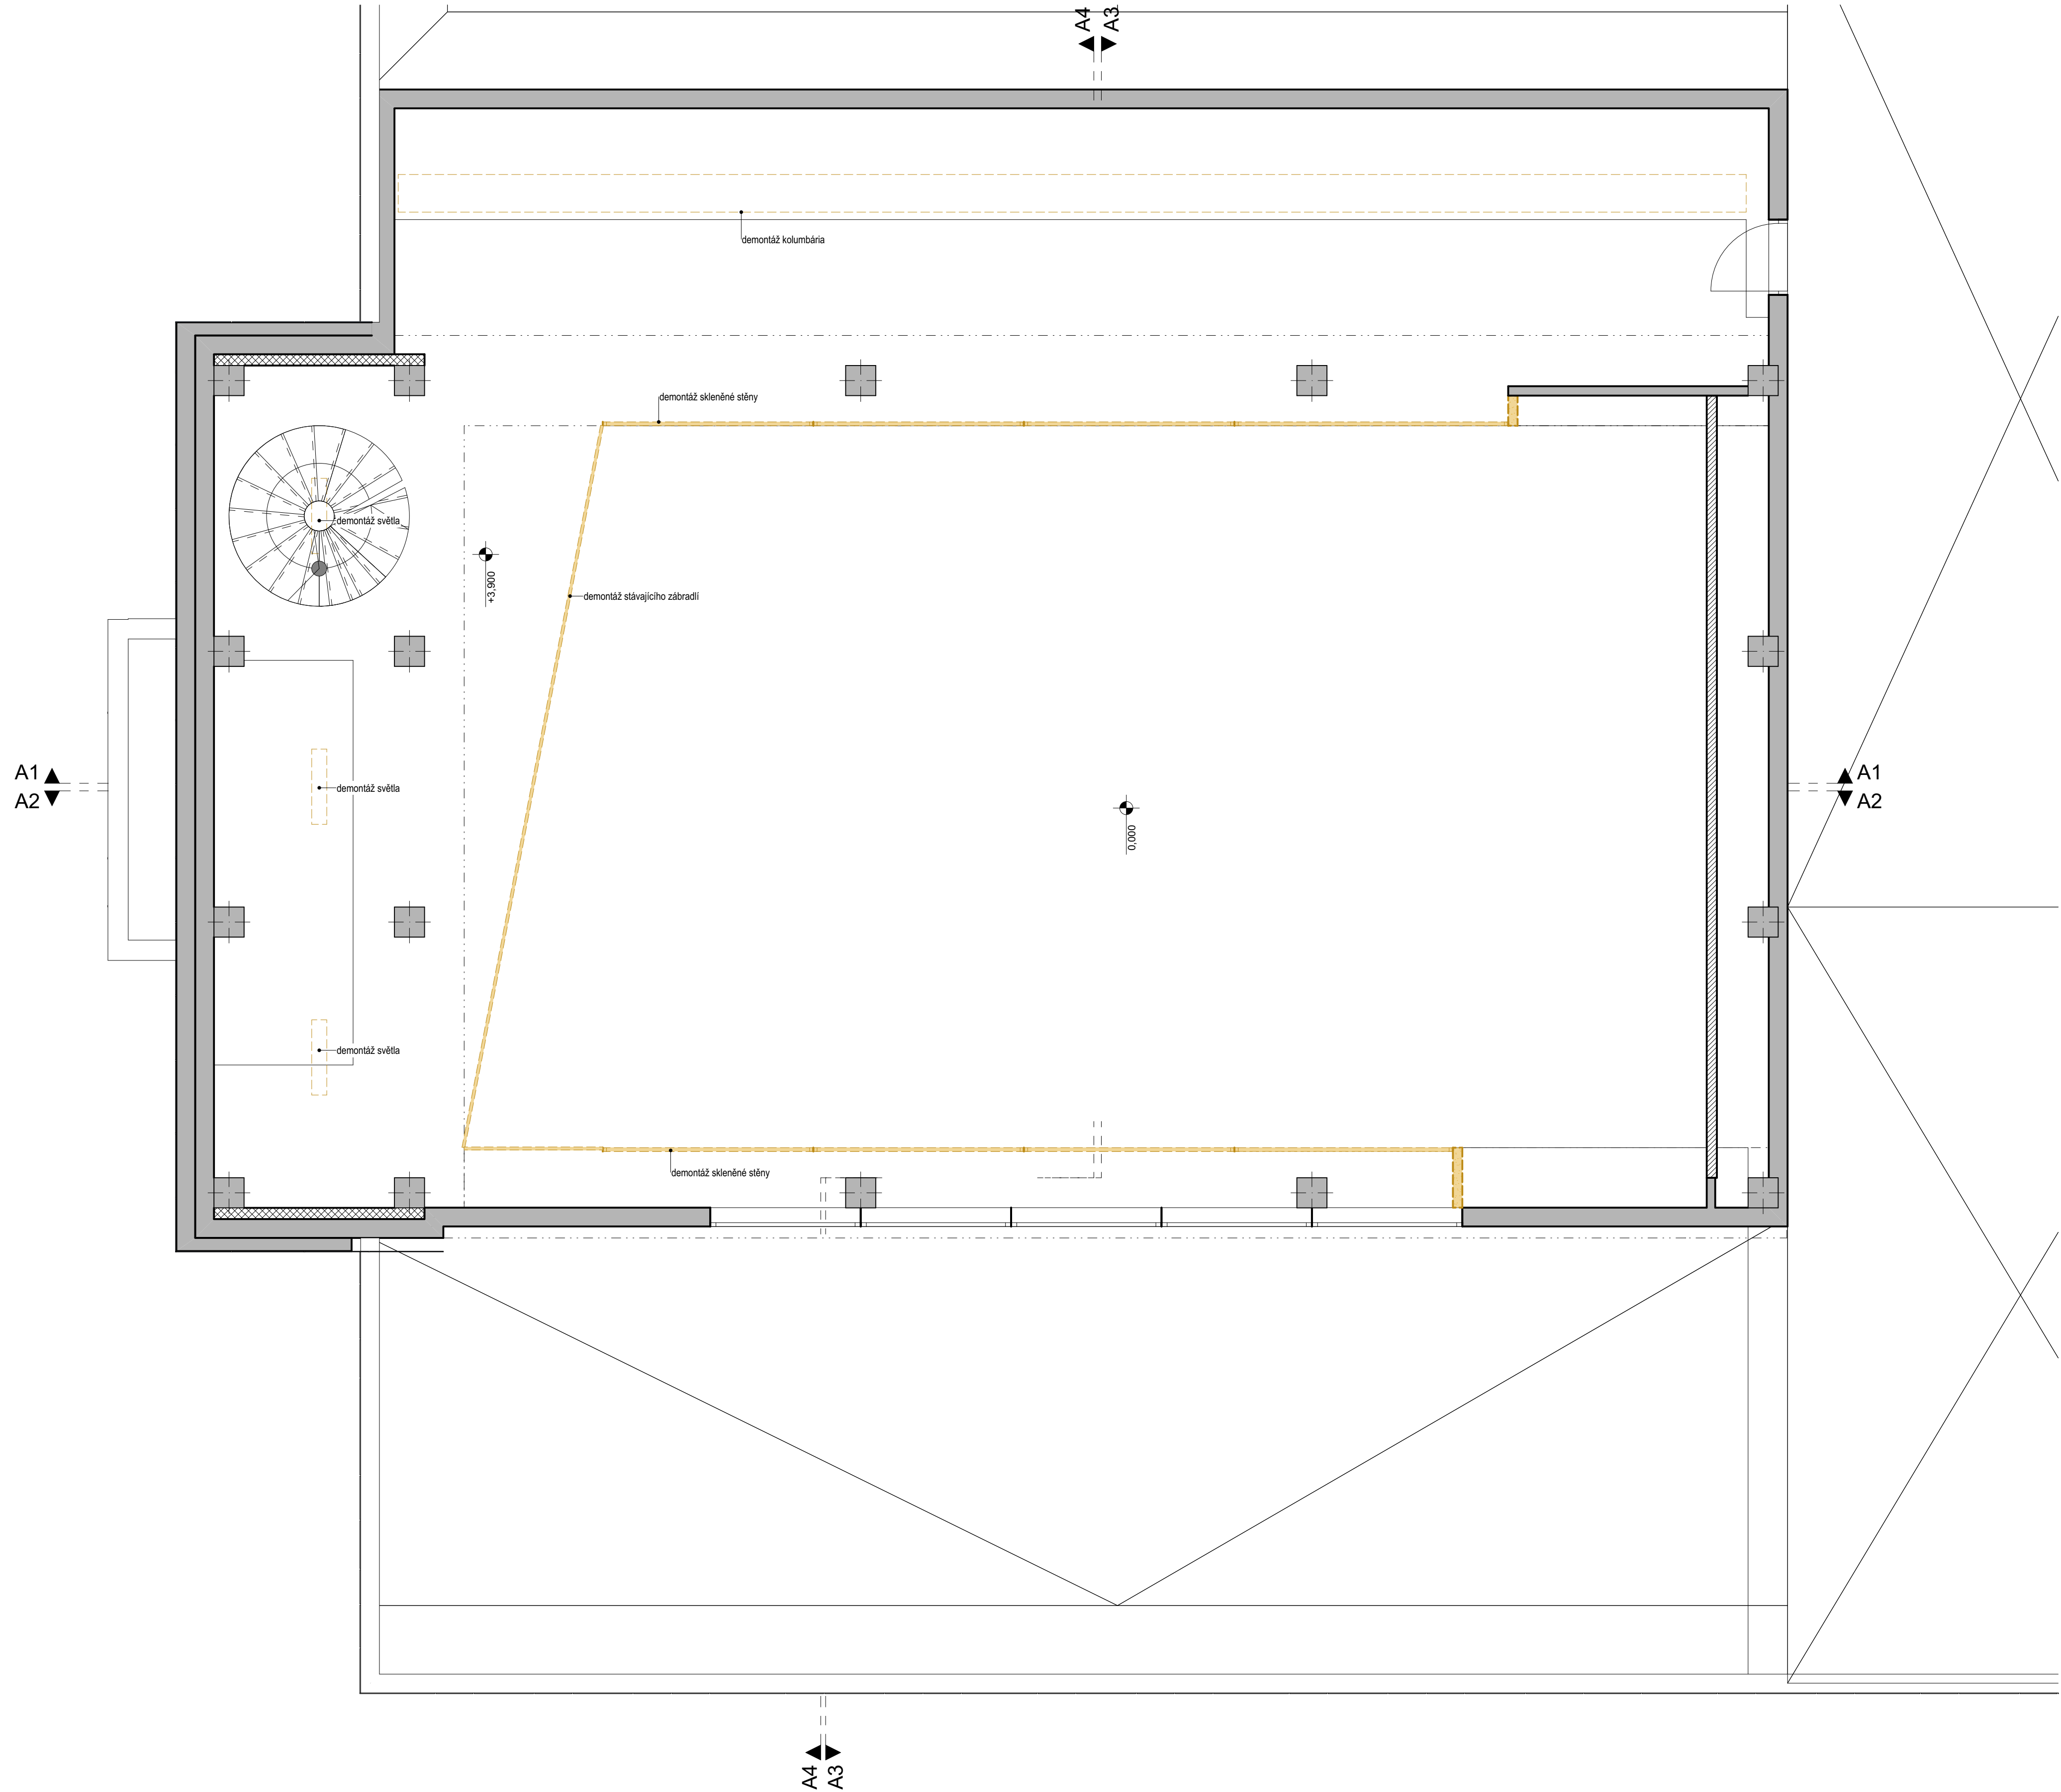 A4
A3
demontáž kolumbária
demontáž skleněné stěny
demontáž světla
+3,900
demontáž stávajícího zábradlí
A1
A2
demontáž světla
0,000
A1
A2
demontáž světla
demontáž skleněné stěny
A4
A3